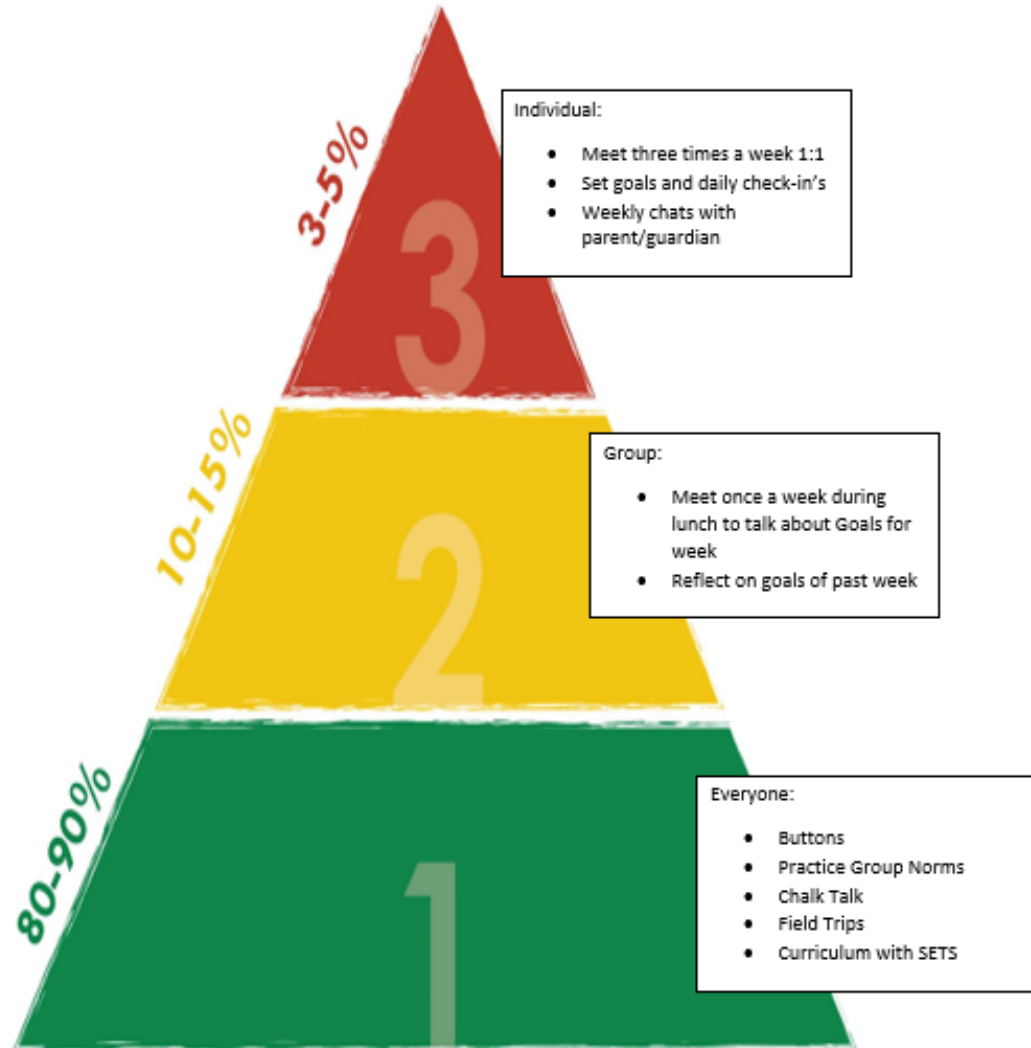 3-5%
3
Individual:
• Meet three times a week 1:1
• Set goals and daily check-in's
• Weekly chats with
parent/guardian
10-15%
2
Group:
• Meet once a week during
lunch to talk about Goals for
week
• Reflect on goals of past week
80-90%
1
Everyone:
• Buttons
• Practice Group Norms
• Chalk Talk
• Field Trips
• Curriculum with SETS